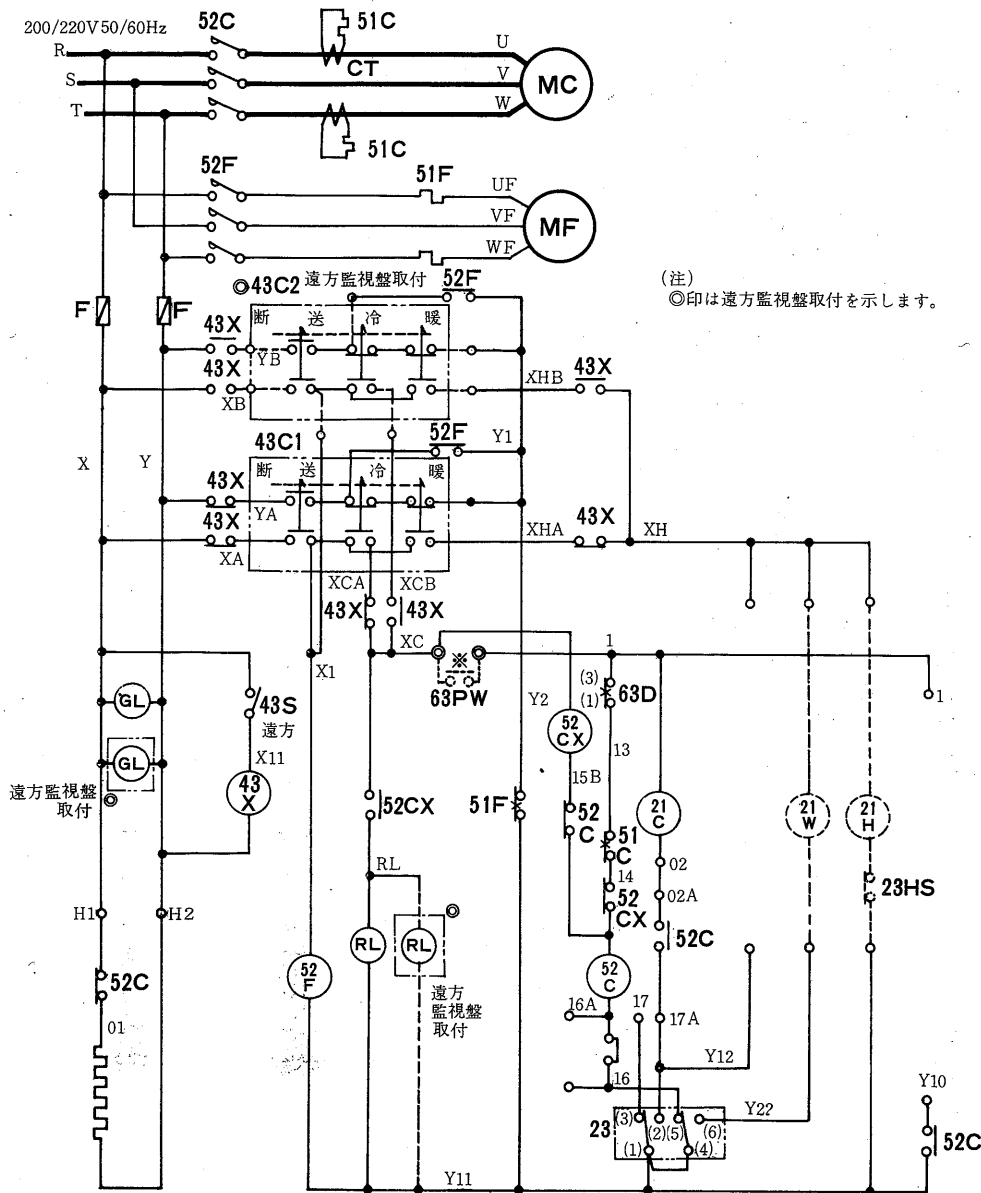 200/220V50/60Hz
52C
51C
R
U
CT
S
V
MC
T
W
51C
52F
51F
UF
VF
MF
WF
◎43C2 遠方監視盤取付
52F
(注)
◎印は遠方監視盤取付を示します。
F
F
断 送 冷 暖
43X
YB
43X
XB
XHB
43X
43C1
52F
Y1
X
Y
断 送 冷 暖
43X
YA
43X
XA
XHA
43X
XH
XCA
XCB
43X
43X
XC
X1
※
63PW
1
(3)
(1)
63D
1
Y2
GL
43S
遠方
52
CX
13
GL
X11
遠方監視盤
取付
◎
43
X
15B
52CX
51F
52
C
51
C
21
C
21
W
21
H
02
RL
14
02A
23HS
52
CX
H1
H2
◎
52C
RL
RL
52C
52
F
52
C
遠方
監視盤
取付
16A
17
17A
01
Y12
16
Y10
Y22
23
(3)
(2)
(5)
(6)
(1)
(4)
52C
Y11